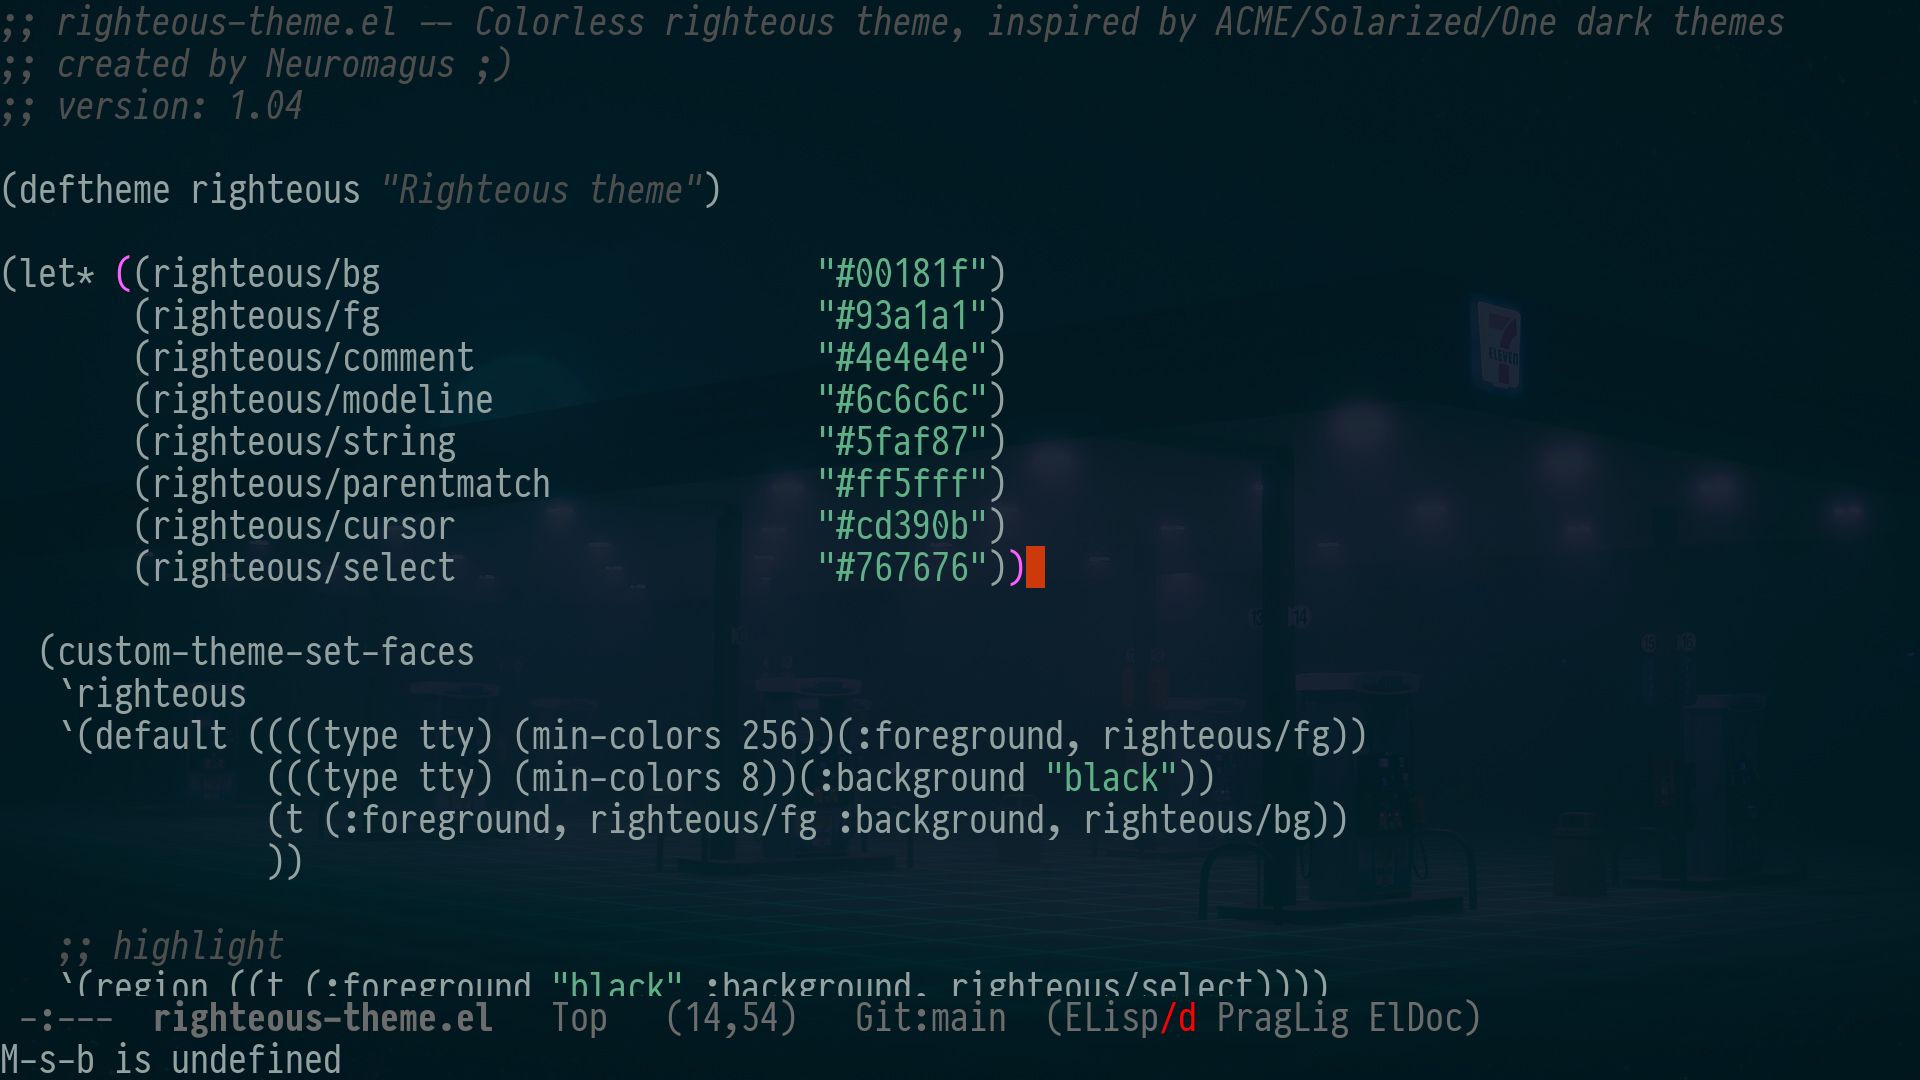 ;; righteous-theme.el -- Colorless righteous theme, inspired by ACME/Solarized/One dark themes
;; created by Neuromagus ;)
;; version: 1.04
(deftheme righteous "Righteous theme")
(let* ((righteous/bg "#00181f")
(righteous/fg "#93a1a1")
(righteous/comment "#4e4e4e")
(righteous/modeline "#6c6c6c")
(righteous/string "#5faf87")
(righteous/parentmatch "#ff5fff")
(righteous/cursor "#cd390b")
(righteous/select "#767676"))
7
ELEVEN
(custom-theme-set-faces
`righteous
`(default ((((type tty) (min-colors 256))(:foreground, righteous/fg))
(((type tty) (min-colors 8))(:background "black"))
(t (:foreground, righteous/fg :background, righteous/bg))
))
;; highlight
`(region ((t (:foreground "black" :background, righteous/select))))
-:--- righteous-theme.el Top (14,54) Git:main (ELisp/d PragLig ElDoc)
M-s-b is undefined